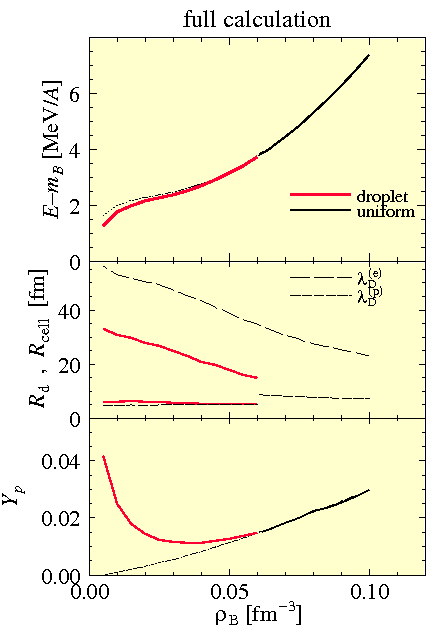 full calculation
E−m_B [MeV/A]
8
6
4
2
0
droplet
uniform
R_d , R_cell [fm]
40
20
0
λ_D^(e)
λ_D^(p)
Y_p
0.04
0.02
0.00
0.00 0.05 0.10
ρ_B [fm⁻³]